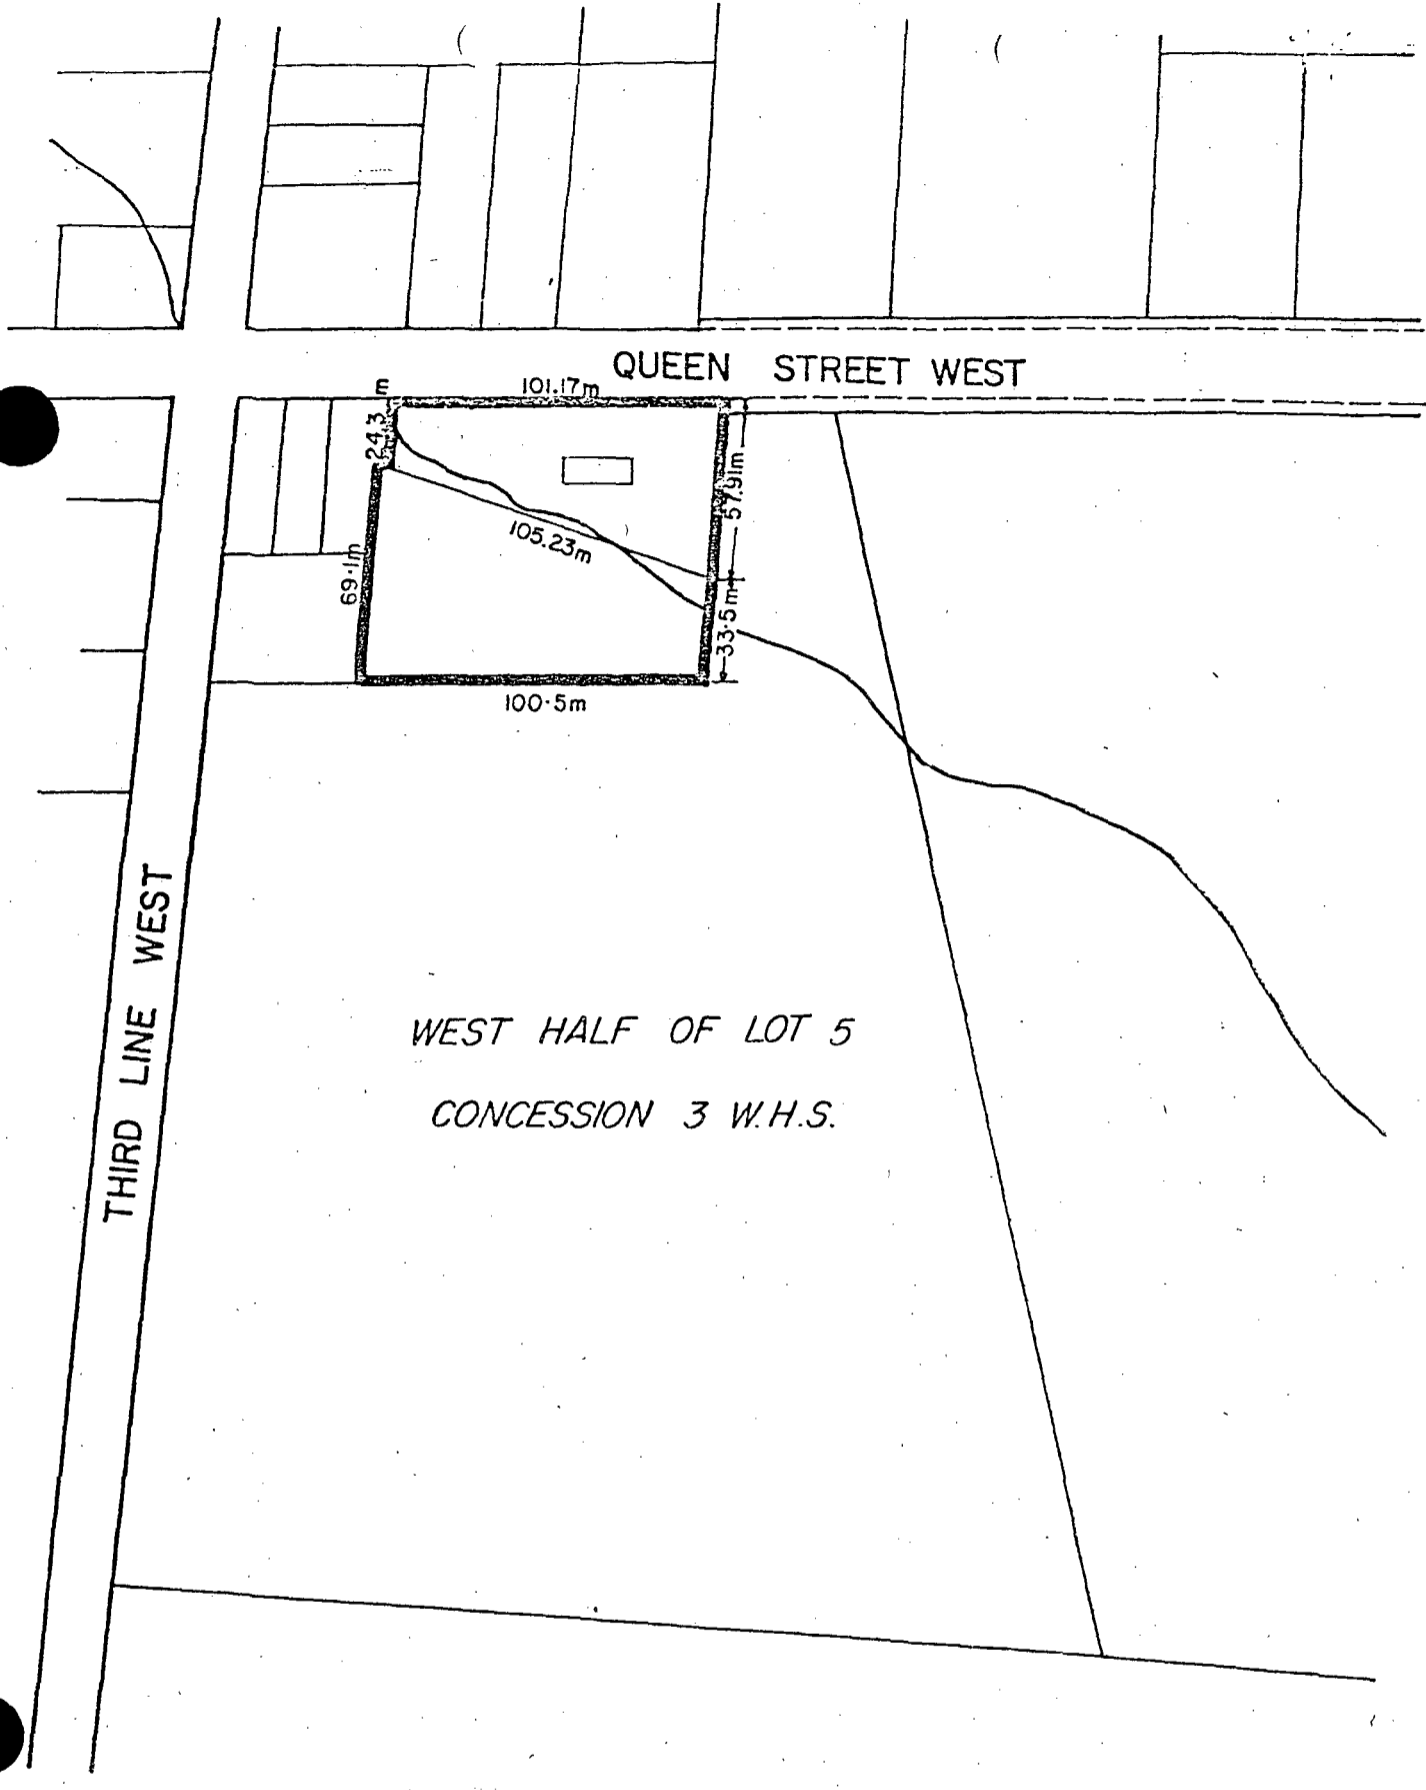 QUEEN STREET WEST
101.17m
24.3 m
57.91m
105.23m
69.1m
33.5m
100.5m
THIRD LINE WEST
WEST HALF OF LOT 5
CONCESSION 3 W.H.S.